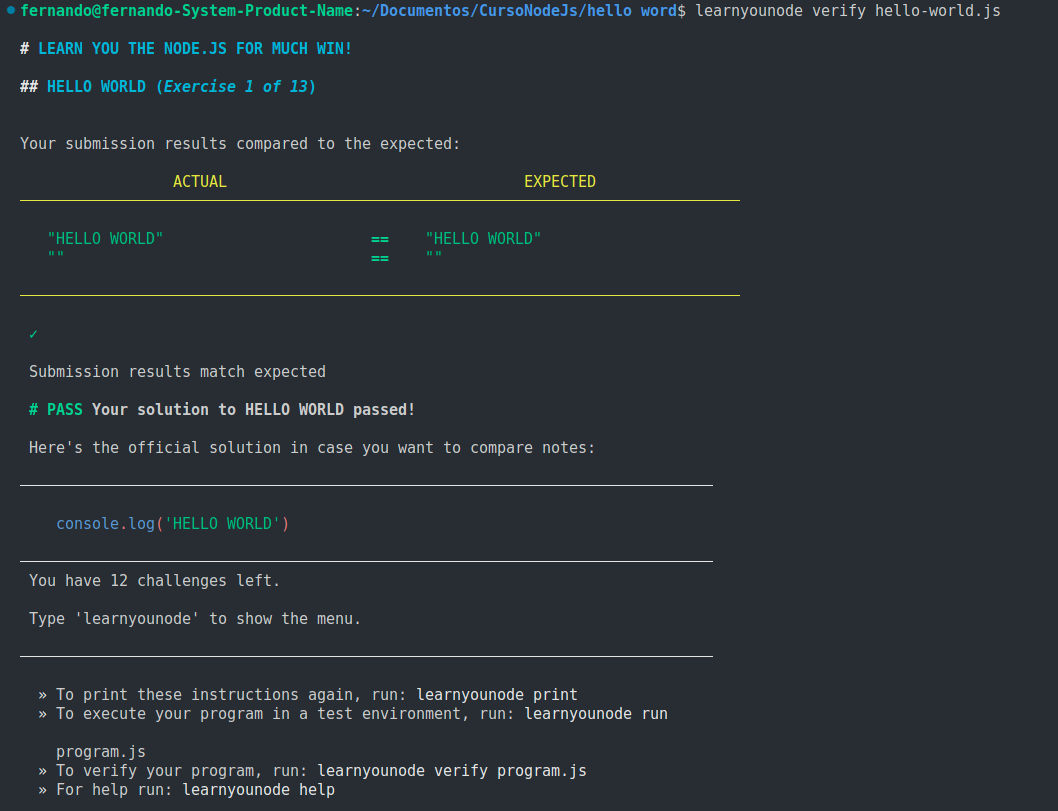 fernando@fernando-System-Product-Name:~/Documentos/CursoNodeJs/hello word$ learnyounode verify hello-world.js
# LEARN YOU THE NODE.JS FOR MUCH WIN!
## HELLO WORLD (Exercise 1 of 13)
Your submission results compared to the expected:
ACTUAL EXPECTED
"HELLO WORLD" == "HELLO WORLD"
"" == ""
✓
Submission results match expected
# PASS Your solution to HELLO WORLD passed!
Here's the official solution in case you want to compare notes:
console.log('HELLO WORLD')
You have 12 challenges left.
Type 'learnyounode' to show the menu.
» To print these instructions again, run: learnyounode print
» To execute your program in a test environment, run: learnyounode run
program.js
» To verify your program, run: learnyounode verify program.js
» For help run: learnyounode help